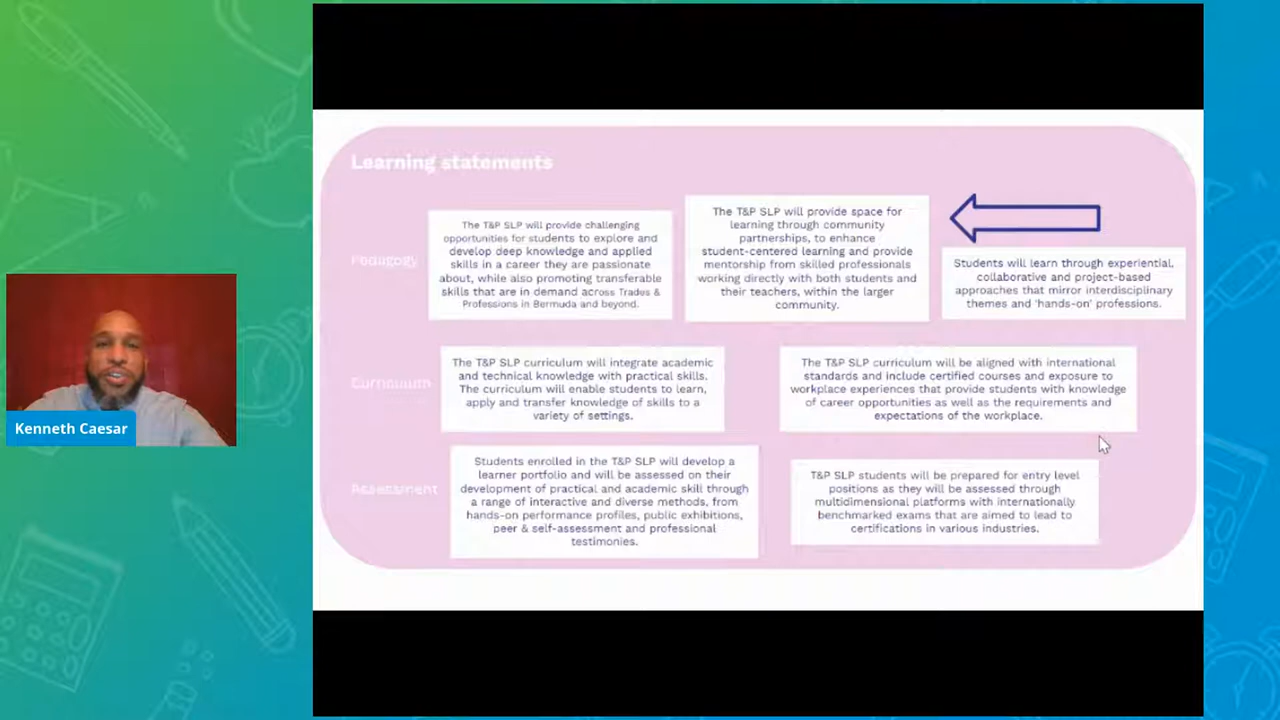 Learning statements
Pedagogy
The T&P SLP will provide challenging
opportunities for students to explore and
develop deep knowledge and applied
skills in a career they are passionate
about, while also promoting transferable
skills that are in demand across Trades &
Professions in Bermuda and beyond.
The T&P SLP will provide space for
learning through community
partnerships, to enhance
student-centered learning and provide
mentorship from skilled professionals
working directly with both students and
their teachers, within the larger
community.
Students will learn through experiential,
collaborative and project-based
approaches that mirror interdisciplinary
themes and 'hands-on' professions.
Curriculum
The T&P SLP curriculum will integrate academic
and technical knowledge with practical skills.
The curriculum will enable students to learn,
apply and transfer knowledge of skills to a
variety of settings.
The T&P SLP curriculum will be aligned with international
standards and include certified courses and exposure to
workplace experiences that provide students with knowledge
of career opportunities as well as the requirements and
expectations of the workplace.
Assessment
Students enrolled in the T&P SLP will develop a
learner portfolio and will be assessed on their
development of practical and academic skill through
a range of interactive and diverse methods, from
hands-on performance profiles, public exhibitions,
peer & self-assessment and professional
testimonies.
T&P SLP students will be prepared for entry level
positions as they will be assessed through
multidimensional platforms with internationally
benchmarked exams that are aimed to lead to
certifications in various industries.
Kenneth Caesar